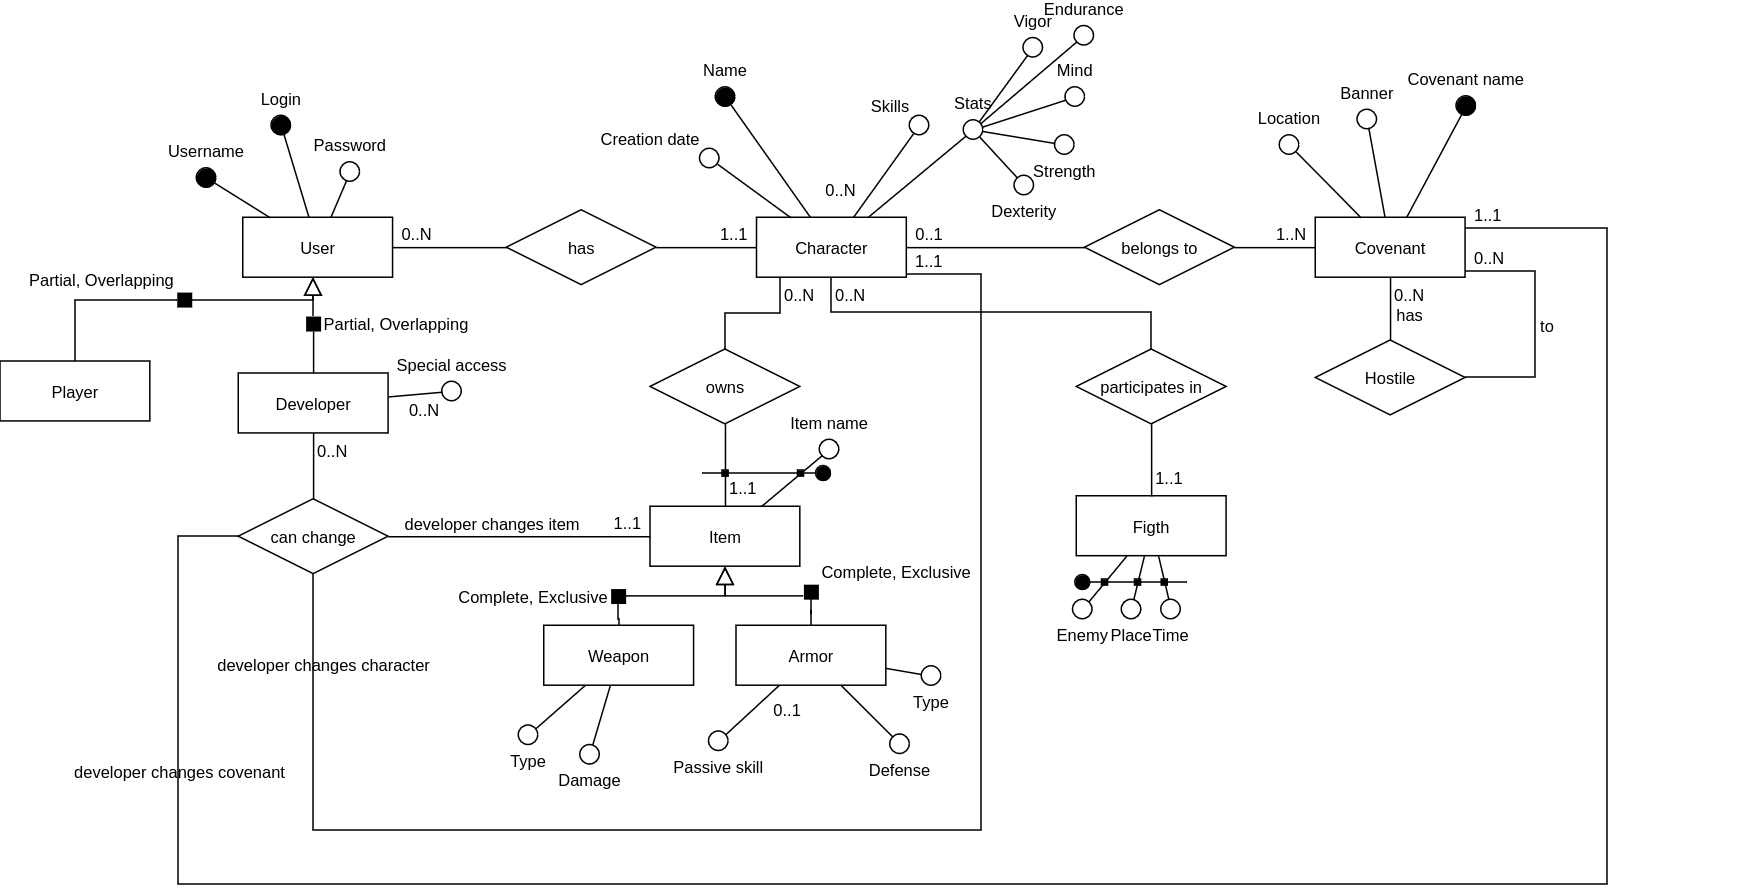 Endurance
Vigor
Name
Mind
Covenant name
Login
Skills
Stats
Banner
Location
Username
Password
Creation date
Strength
0..N
Dexterity
1..1
User
0..N
has
1..1
Character
0..1
belongs to
1..N
Covenant
0..N
1..1
Partial, Overlapping
0..N
0..N
0..N
has
to
Partial, Overlapping
Special access
Player
Developer
0..N
owns
participates in
Hostile
Item name
0..N
1..1
1..1
can change
developer changes item
1..1
Item
Figth
Complete, Exclusive
Complete, Exclusive
Enemy
Place
Time
Weapon
Armor
developer changes character
Type
0..1
Type
Passive skill
Defense
Damage
developer changes covenant